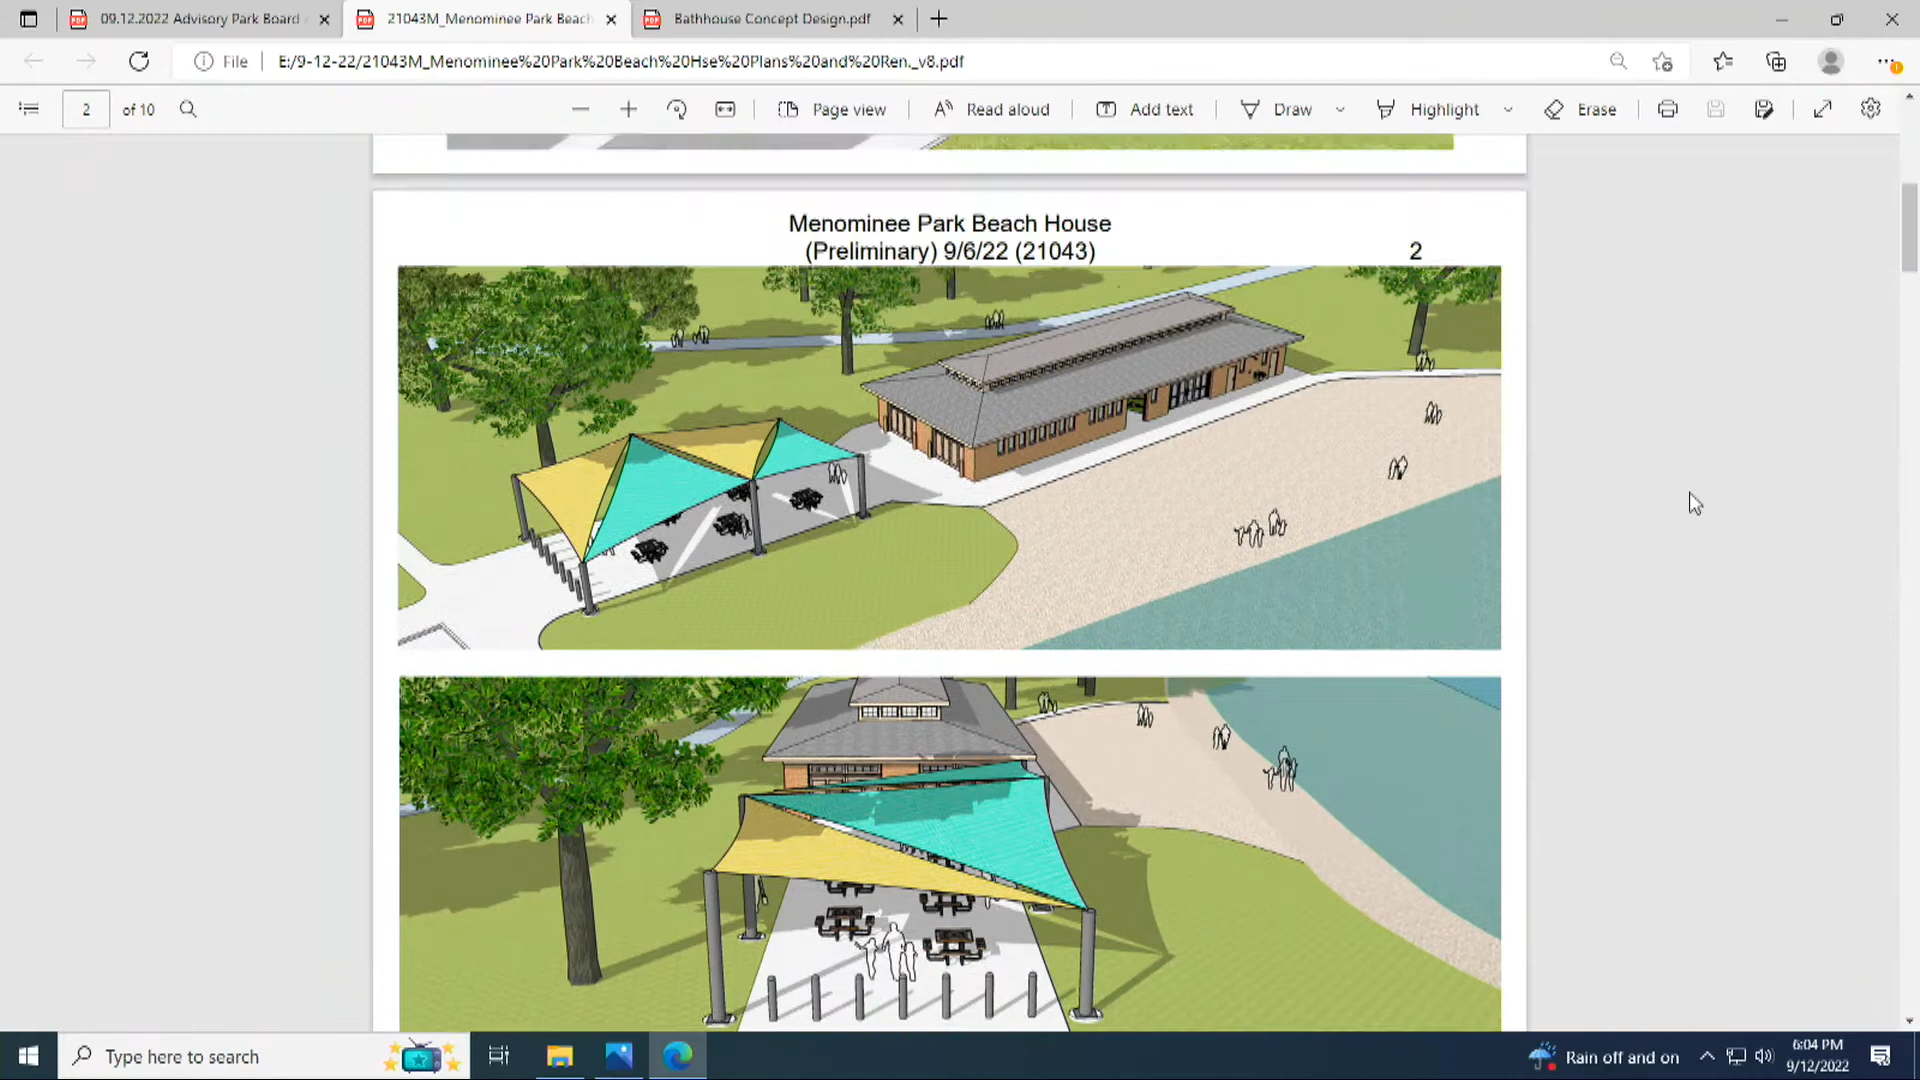 09.12.2022 Advisory Park Board
21043M_Menominee Park Beach
Bathhouse Concept Design.pdf
File
E:/9-12-22/21043M_Menominee%20Park%20Beach%20Hse%20Plans%20and%20Ren._v8.pdf
2 of 10
Page view
Read aloud
Add text
Draw
Highlight
Erase
Menominee Park Beach House
(Preliminary) 9/6/22 (21043)
2
Type here to search
Rain off and on
6:04 PM
9/12/2022